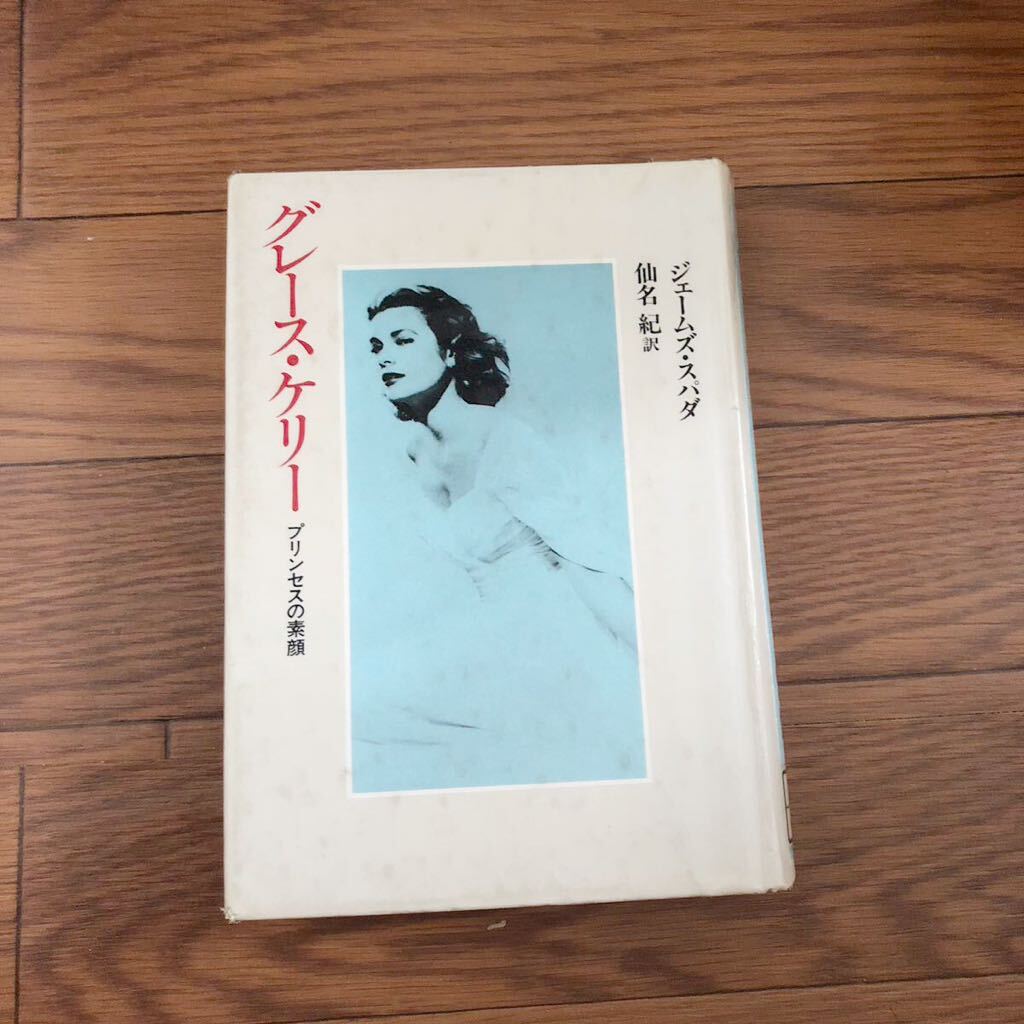 グレース・ケリー
プリンセスの素顔
ジェームズ・スパダ
仙名 紀 訳